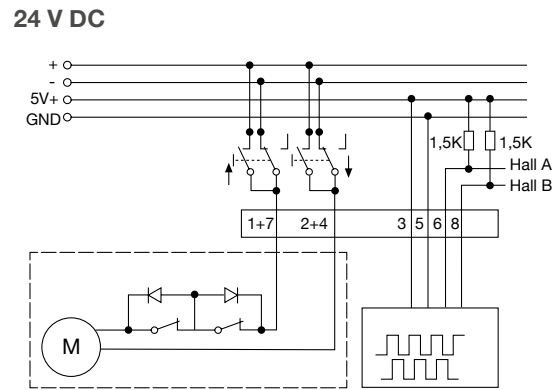 24 V DC
+
-
5V+
GND
1,5K 1,5K
Hall A
Hall B
1+7 2+4 3 5 6 8
M